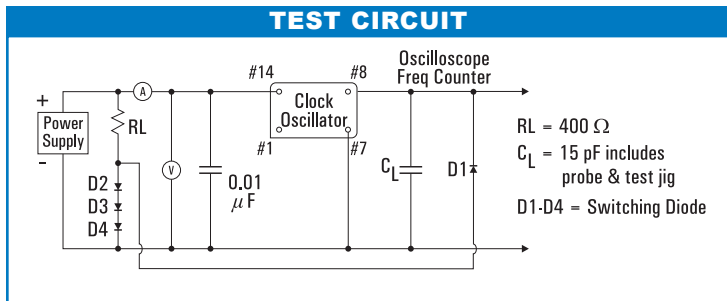 TEST CIRCUIT
Oscilloscope
Freq Counter
#14
#8
+
A
Power
Supply
-
RL
Clock
Oscillator
#1
#7
V
0.01
μF
D2
D3
D4
CL
D1
RL = 400 Ω
CL = 15 pF includes
probe & test jig
D1-D4 = Switching Diode